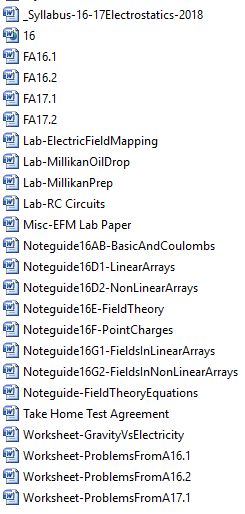 _Syllabus-16-17Electrostatics-2018
16
FA16.1
FA16.2
FA17.1
FA17.2
Lab-ElectricFieldMapping
Lab-MillikanOilDrop
Lab-MillikanPrep
Lab-RC Circuits
Misc-EFM Lab Paper
Noteguide16AB-BasicAndCoulombs
Noteguide16D1-LinearArrays
Noteguide16D2-NonLinearArrays
Noteguide16E-FieldTheory
Noteguide16F-PointCharges
Noteguide16G1-FieldsInLinearArrays
Noteguide16G2-FieldsInNonLinearArrays
Noteguide-FieldTheoryEquations
Take Home Test Agreement
Worksheet-GravityVsElectricity
Worksheet-ProblemsFromA16.1
Worksheet-ProblemsFromA16.2
Worksheet-ProblemsFromA17.1